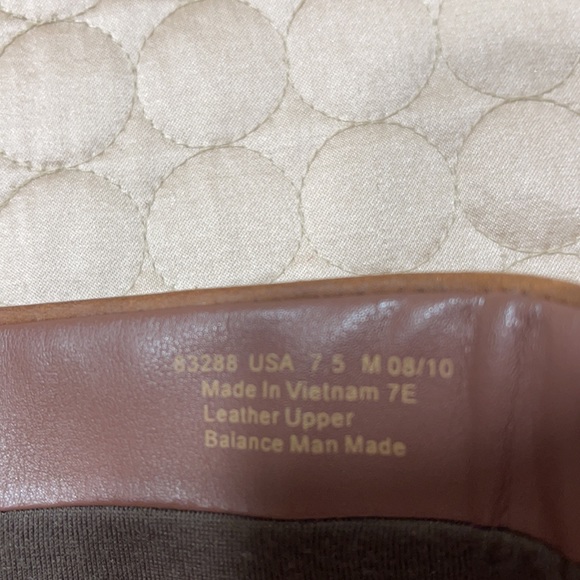 83288 USA 7.5 M 08/10
Made In Vietnam 7E
Leather Upper
Balance Man Made